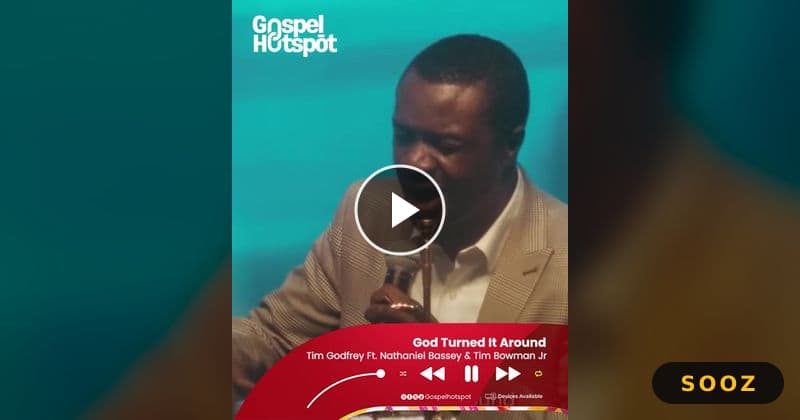 Gospel
Hotspot
God Turned It Around
Tim Godfrey Ft. Nathaniel Bassey & Tim Bowman Jr
Gospelhotspot
Devices Available
SOOZ